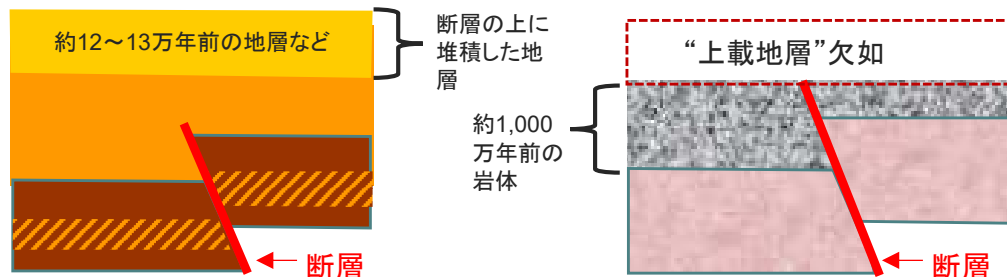 約12～13万年前の地層など
断層の上に
堆積した地
層
断層
“上載地層”欠如
約1,000
万年前の
岩体
断層